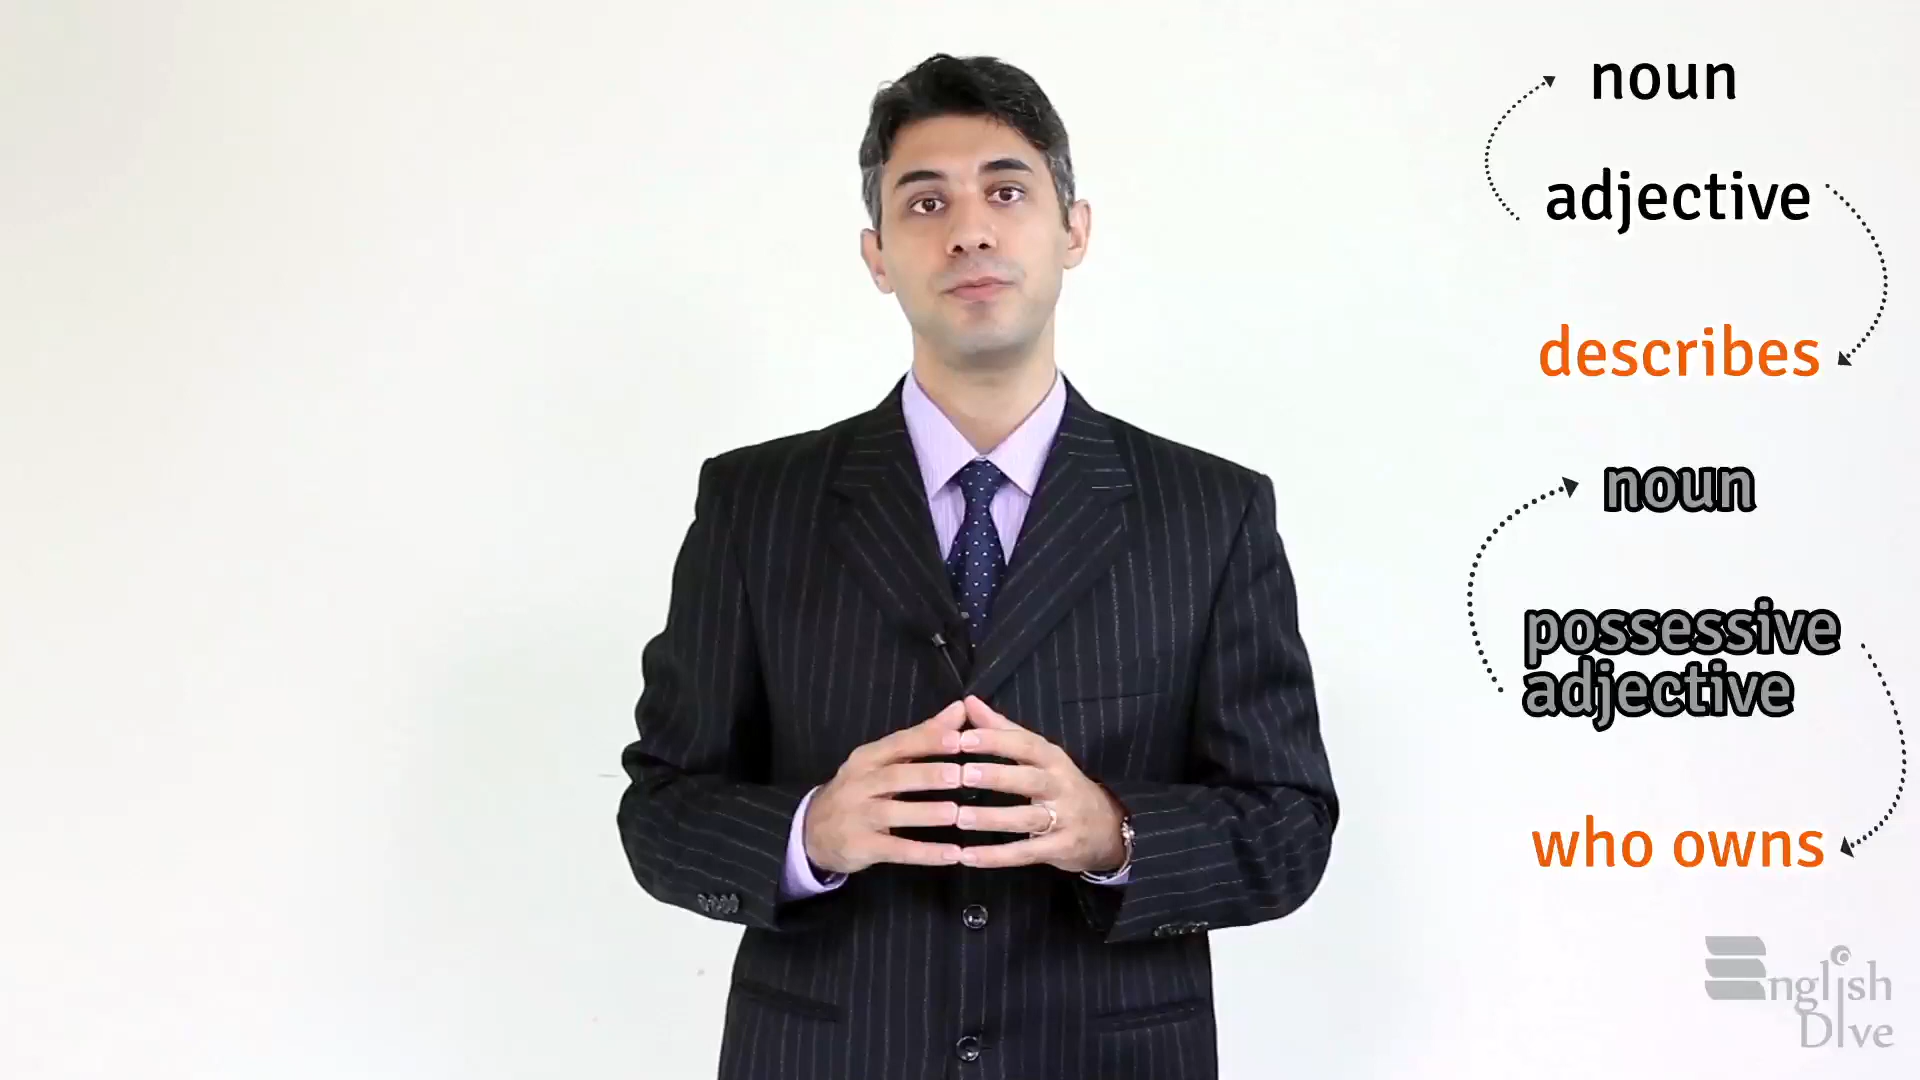 noun
adjective
describes
noun
possessive
adjective
who owns
English
Dive